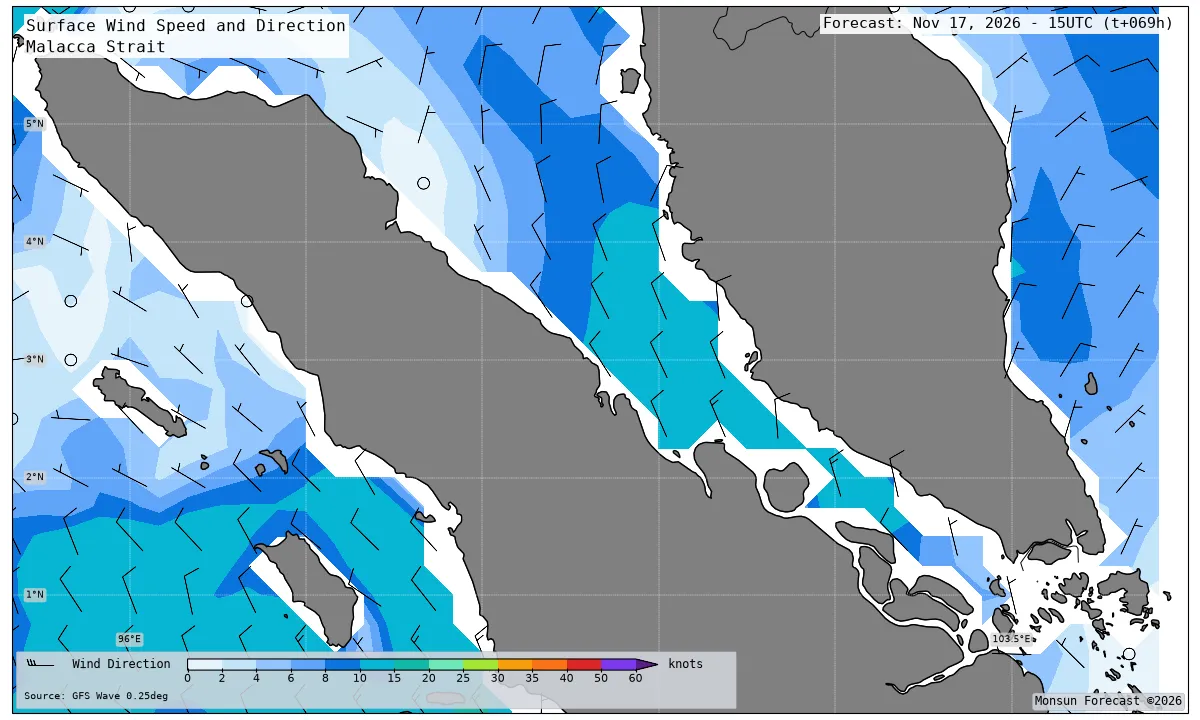 Surface Wind Speed and Direction
Malacca Strait
Forecast: Nov 17, 2026 - 15UTC (t+069h)
5°N
4°N
3°N
2°N
1°N
96°E
103.5°E
Wind Direction
0 2 4 6 8 10 15 20 25 30 35 40 50 60
knots
Source: GFS Wave 0.25deg
Monsun Forecast ©2026